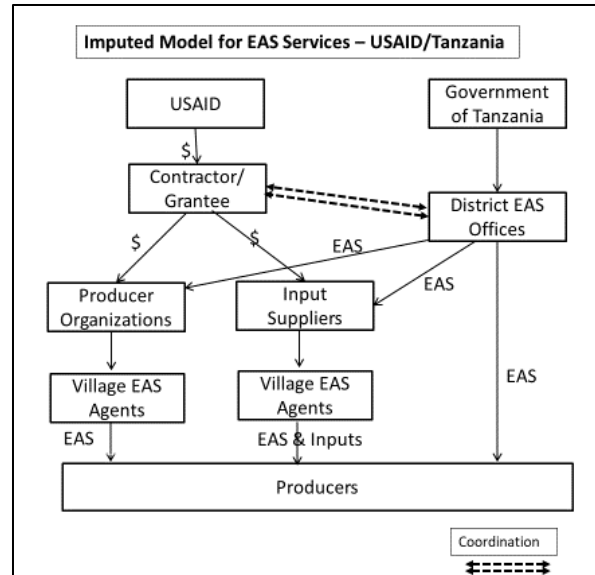 Imputed Model for EAS Services – USAID/Tanzania
USAID
Government
of Tanzania
$
Contractor/
Grantee
District EAS
Offices
$
$
EAS
EAS
Producer
Organizations
Input
Suppliers
Village EAS
Agents
Village EAS
Agents
EAS
EAS
EAS & Inputs
Producers
Coordination